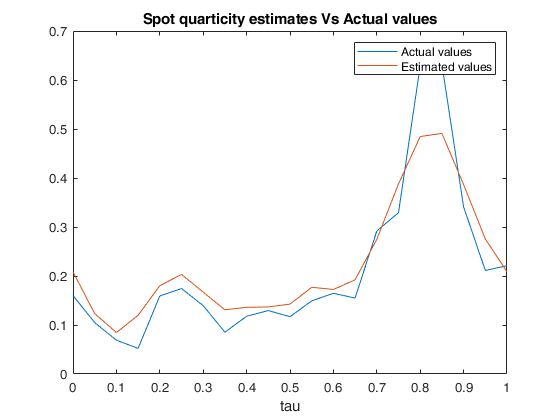 Spot quarticity estimates Vs Actual values
0.7
0.6
0.5
0.4
0.3
0.2
0.1
0
Actual values
Estimated values
0 0.1 0.2 0.3 0.4 0.5 0.6 0.7 0.8 0.9 1
tau